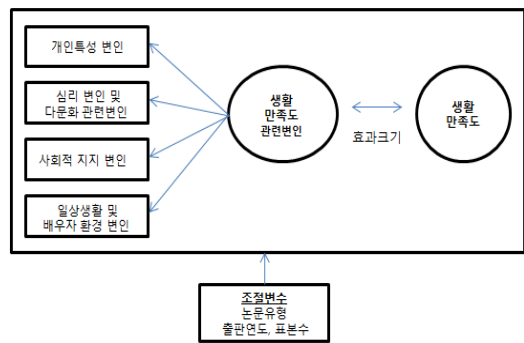 개인특성 변인
심리 변인 및
다문화 관련변인
사회적 지지 변인
일상생활 및
배우자 환경 변인
생활
만족도
관련변인
효과크기
생활
만족도
조절변수
논문유형
출판연도, 표본수